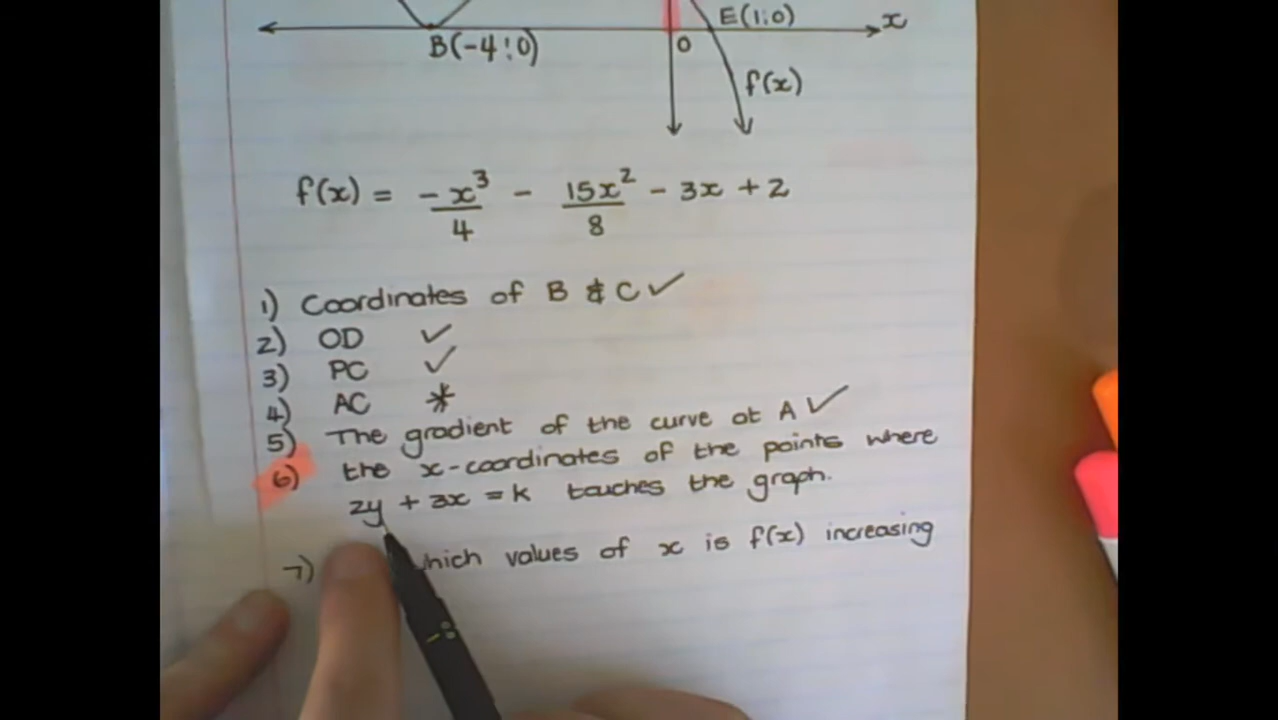 E(1;0)
x
B(-4;0)
0
f(x)
f(x) = -x³/4 - 15x²/8 - 3x + 2
1) Coordinates of B & C ✓
2) OD ✓
3) PC ✓
4) AC *
5) The gradient of the curve at A ✓
6) the x-coordinates of the points where
2y + 3x = k touches the graph.
7) which values of x is f(x) increasing